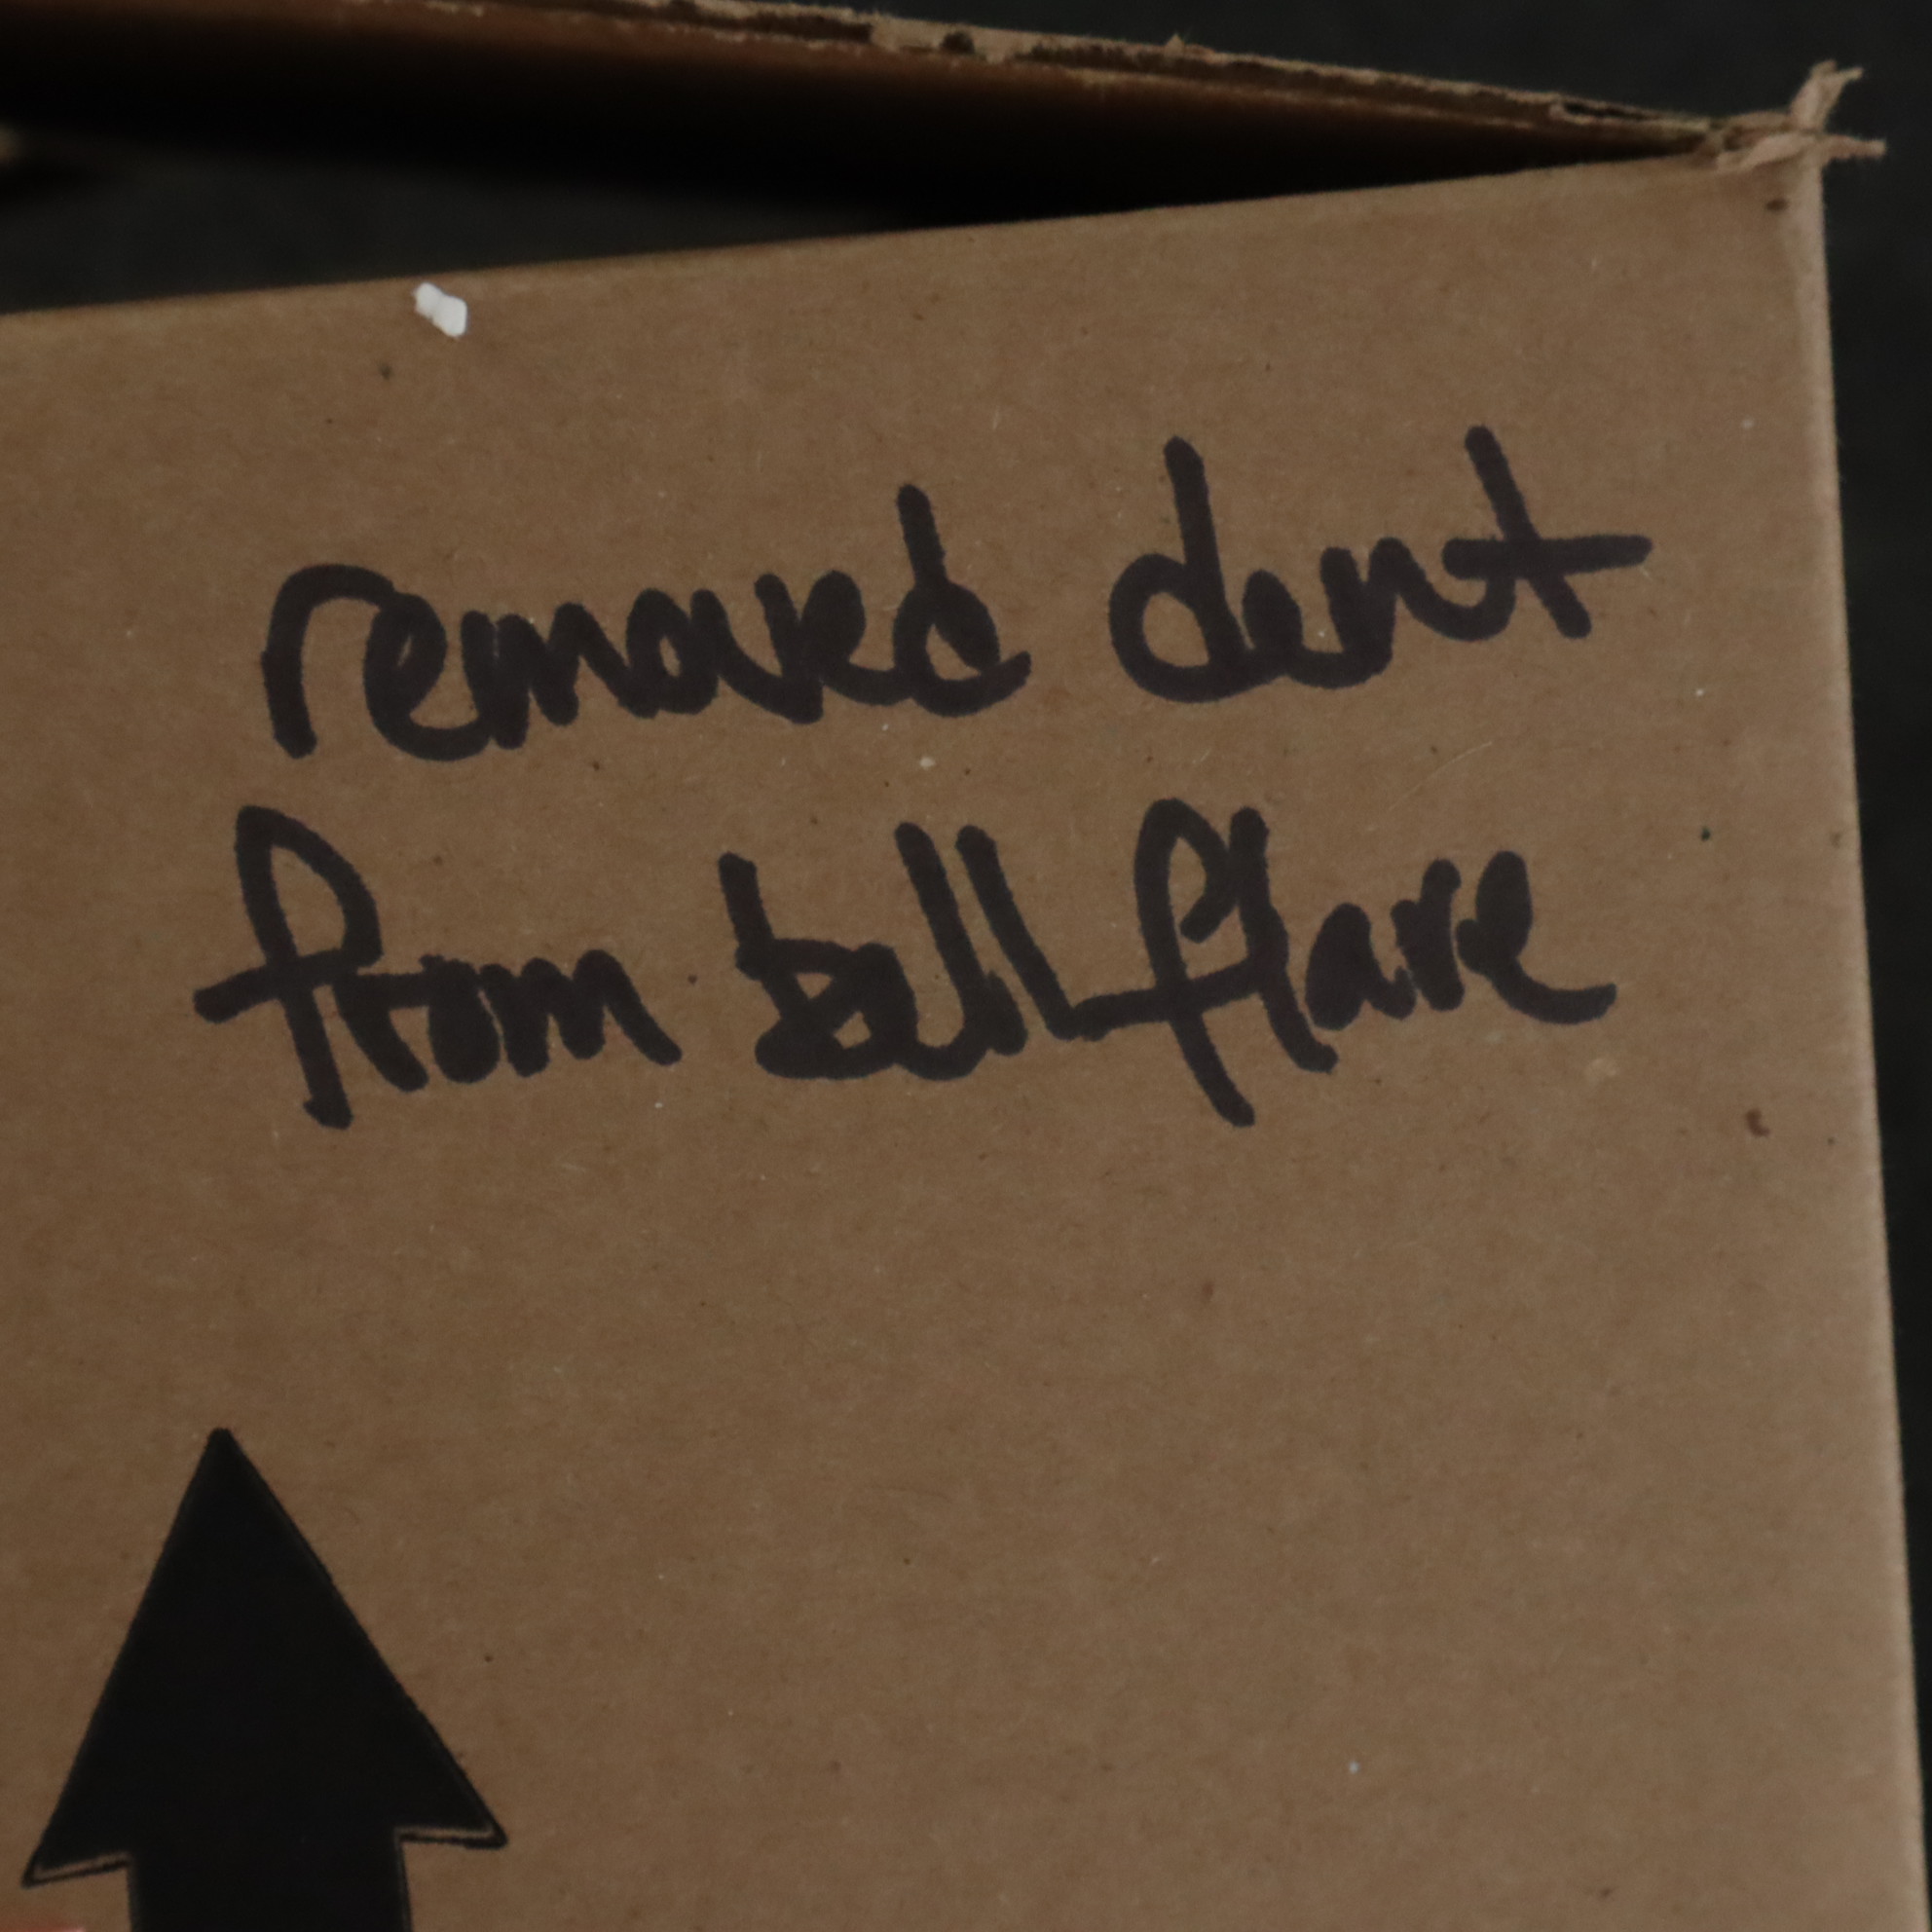 removed dent
from bell flare